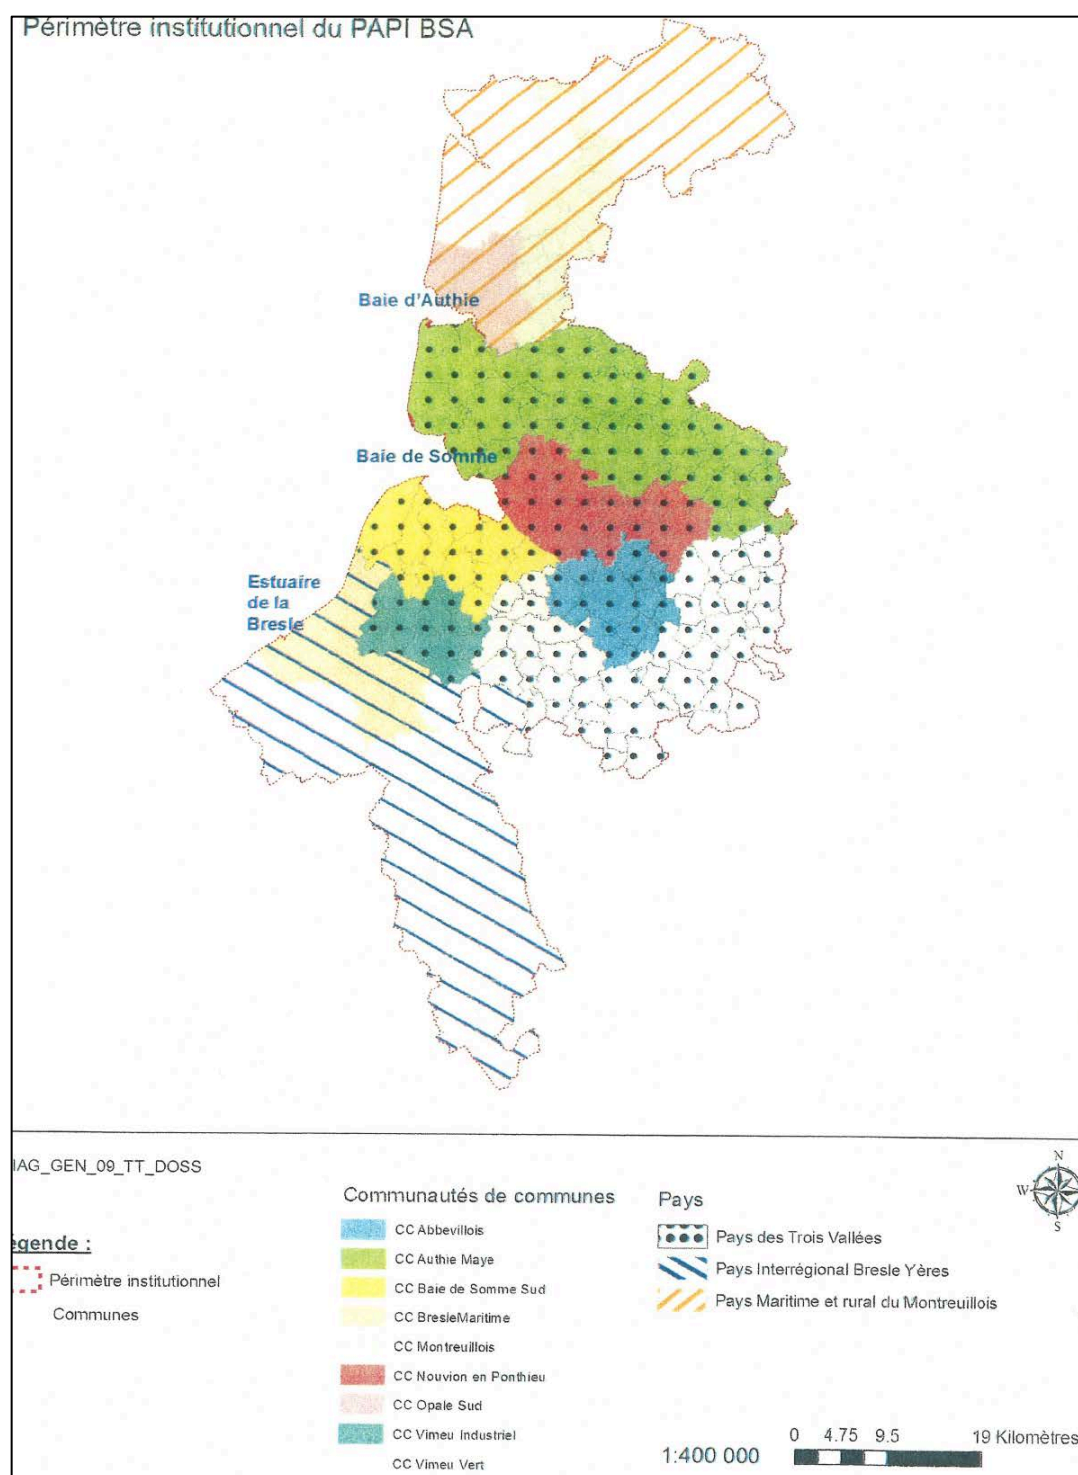 Périmètre institutionnel du PAPI BSA
Baie d'Authie
Baie de Somme
Estuaire
de la
Bresle
IAG_GEN_09_TT_DOSS
égende :
Périmètre institutionnel
Communes
Communautés de communes
CC Abbevillois
CC Authie Maye
CC Baie de Somme Sud
CC BresleMaritime
CC Montreuillois
CC Nouvion en Ponthieu
CC Opale Sud
CC Vimeu Industriel
CC Vimeu Vert
Pays
Pays des Trois Vallées
Pays Interrégional Bresle Yères
Pays Maritime et rural du Montreuillois
N
W
S
1:400 000
0 4.75 9.5 19 Kilomètres